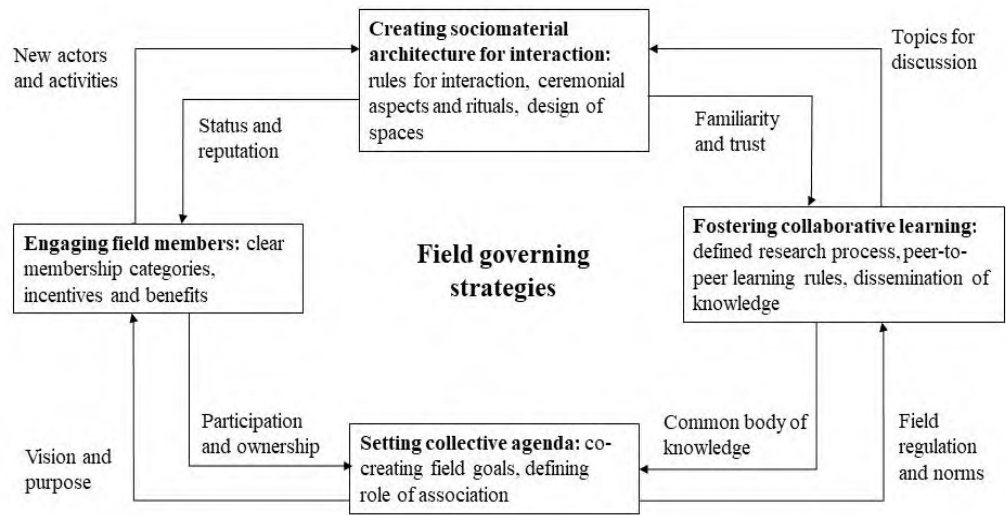 Creating sociomaterial
architecture for interaction:
rules for interaction, ceremonial
aspects and rituals, design of
spaces
New actors
and activities
Topics for
discussion
Status and
reputation
Familiarity
and trust
Engaging field members: clear
membership categories,
incentives and benefits
Field governing
strategies
Fostering collaborative learning:
defined research process, peer-to-
peer learning rules, dissemination of
knowledge
Participation
and ownership
Common body of
knowledge
Vision and
purpose
Setting collective agenda: co-
creating field goals, defining
role of association
Field
regulation
and norms